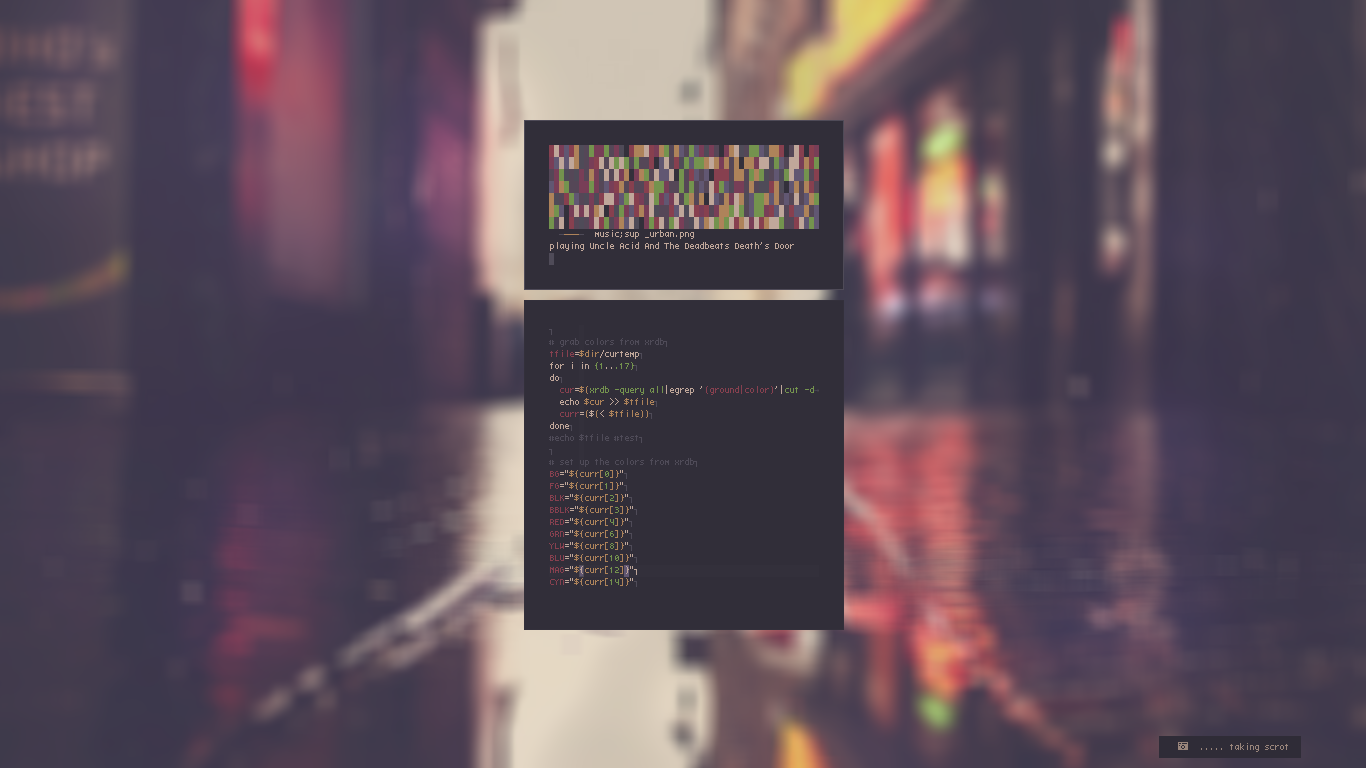 Music;sup _urban.png
playing Uncle Acid And The Deadbeats Death's Door
# grab colors from xrdb
tfile=$dir/curtemp
for i in {1...17}
do
cur=$(xrdb -query all|egrep '(ground|color)'|cut -d-
echo $cur >> $tfile
curr=($(< $tfile))
done
#echo $tfile #test
# set up the colors from xrdb
BG="${curr[0]}"
FG="${curr[1]}"
BLK="${curr[2]}"
BBLK="${curr[3]}"
RED="${curr[4]}"
GRN="${curr[6]}"
YLW="${curr[8]}"
BLU="${curr[10]}"
MAG="${curr[12]}"
CYN="${curr[14]}"
..... taking scrot